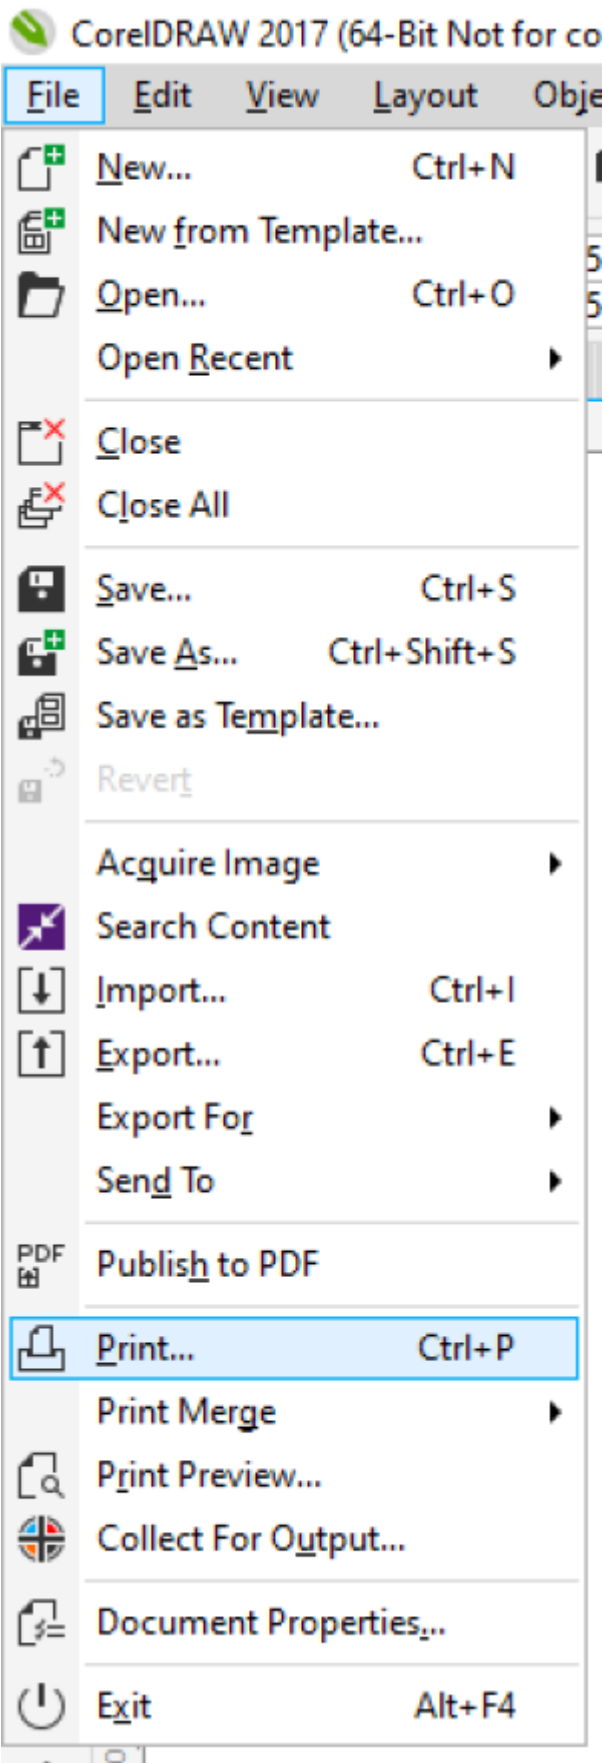 CorelDRAW 2017 (64-Bit Not for co
File Edit View Layout Obje
New... Ctrl+N
New from Template...
Open... Ctrl+O
Open Recent
Close
Close All
Save... Ctrl+S
Save As... Ctrl+Shift+S
Save as Template...
Revert
Acquire Image
Search Content
Import... Ctrl+I
Export... Ctrl+E
Export For
Send To
PDF Publish to PDF
Print... Ctrl+P
Print Merge
Print Preview...
Collect For Output...
Document Properties...
Exit Alt+F4